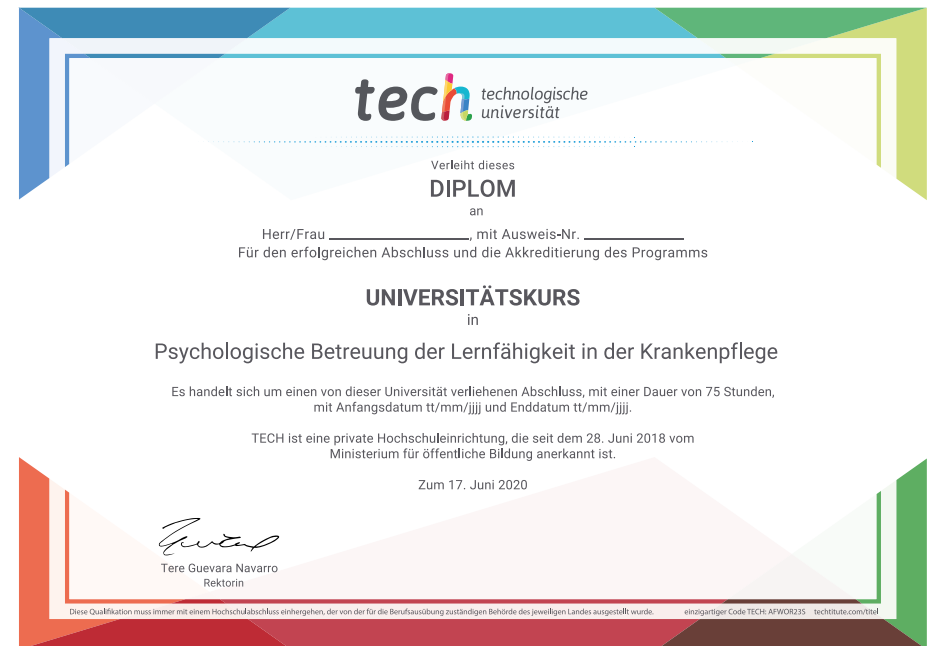 tech technologische
universität
Verleiht dieses
DIPLOM
an
Herr/Frau ____________, mit Ausweis-Nr. ____________
Für den erfolgreichen Abschluss und die Akkreditierung des Programms
UNIVERSITÄTSKURS
in
Psychologische Betreuung der Lernfähigkeit in der Krankenpflege
Es handelt sich um einen von dieser Universität verliehenen Abschluss, mit einer Dauer von 75 Stunden,
mit Anfangsdatum tt/mm/jjjj und Enddatum tt/mm/jjjj.
TECH ist eine private Hochschuleinrichtung, die seit dem 28. Juni 2018 vom
Ministerium für öffentliche Bildung anerkannt ist.
Zum 17. Juni 2020
Tere Guevara Navarro
Rektorin
Diese Qualifikation muss immer mit einem Hochschulabschluss einhergehen, der von der für die Berufsausübung zuständigen Behörde des jeweiligen Landes ausgestellt wurde. einzigartiger Code TECH: AFWOR23S techtitute.com/titel